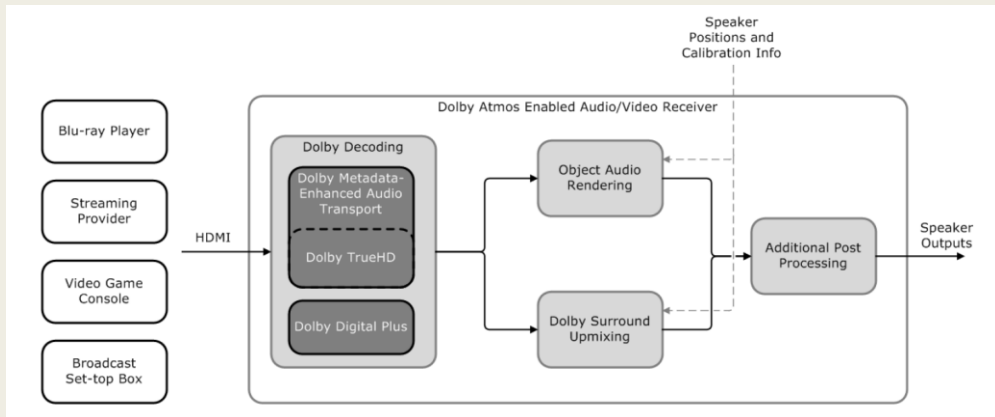 Speaker
Positions and
Calibration Info
Dolby Atmos Enabled Audio/Video Receiver
Blu-ray Player
Streaming
Provider
Video Game
Console
Broadcast
Set-top Box
HDMI
Dolby Decoding
Dolby Metadata-
Enhanced Audio
Transport
Dolby TrueHD
Dolby Digital Plus
Object Audio
Rendering
Dolby Surround
Upmixing
Additional Post
Processing
Speaker
Outputs